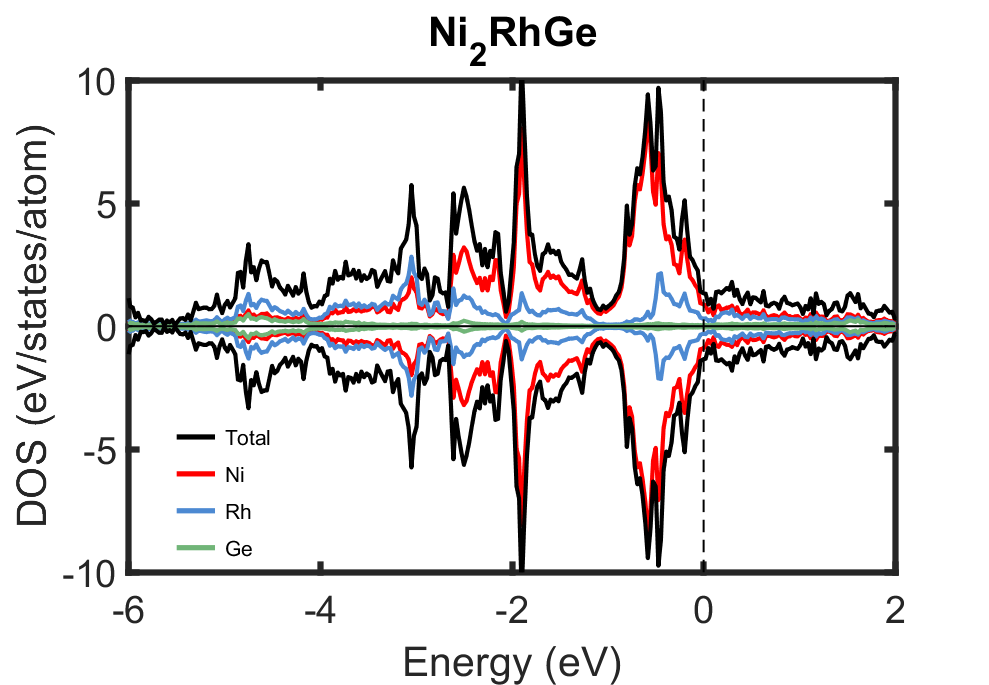 Ni₂RhGe
DOS (eV/states/atom)
10
5
0
-5
-10
Total
Ni
Rh
Ge
-6 -4 -2 0 2
Energy (eV)